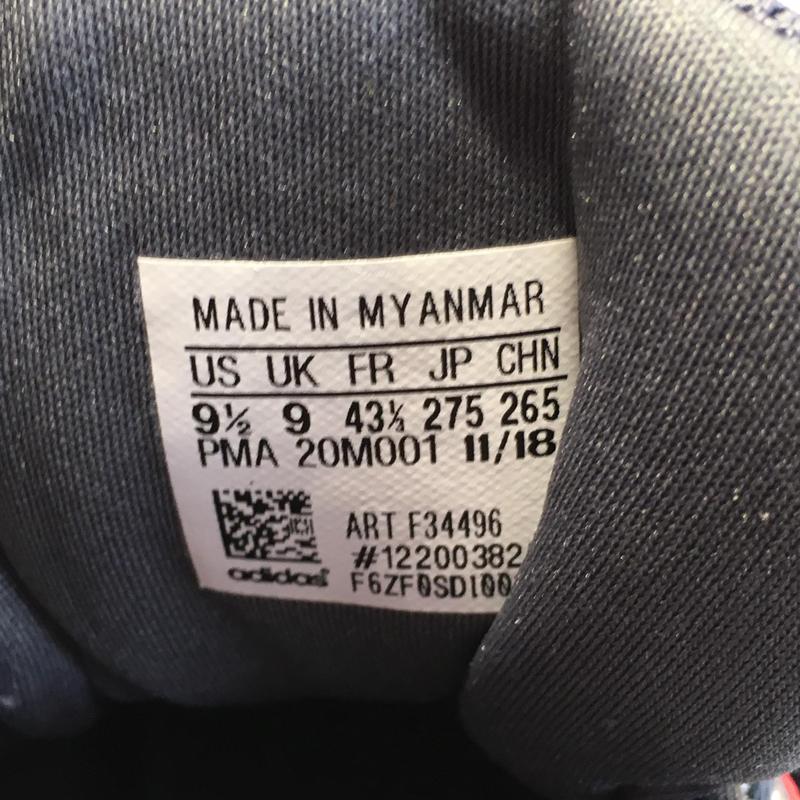 MADE IN MYANMAR
US UK FR JP CHN
9½ 9 43⅓ 275 265
PMA 20M001 11/18
ART F34496
#12200382
adidas